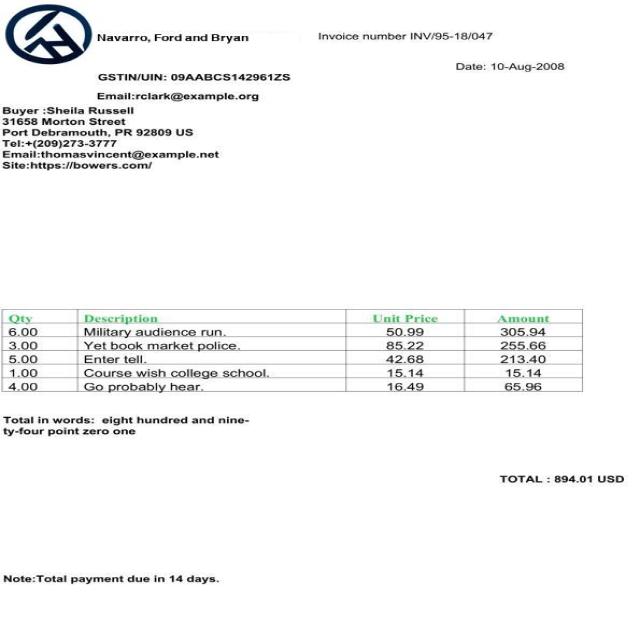 Navarro, Ford and Bryan
Invoice number INV/95-18/047
Date: 10-Aug-2008
GSTIN/UIN: 09AABCS142961ZS
Email:rclark@example.org
Buyer :Sheila Russell
31658 Morton Street
Port Debramouth, PR 92809 US
Tel:+(209)273-3777
Email:thomasvincent@example.net
Site:https://bowers.com/
Qty Description Unit Price Amount
6.00 Military audience run. 50.99 305.94
3.00 Yet book market police. 85.22 255.66
5.00 Enter tell. 42.68 213.40
1.00 Course wish college school. 15.14 15.14
4.00 Go probably hear. 16.49 65.96
Total in words: eight hundred and nine-
ty-four point zero one
TOTAL : 894.01 USD
Note:Total payment due in 14 days.